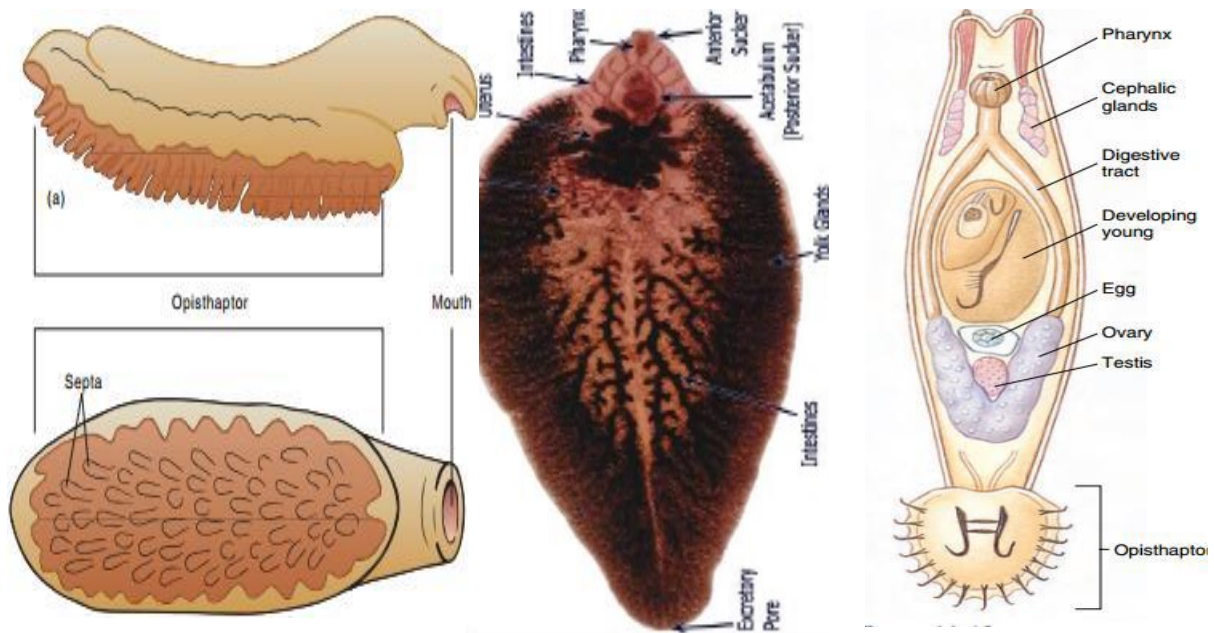 (a)
Opisthaptor
Mouth
Septa
Uterus
Intestines
Pharynx
Anterior
Sucker
Acetabulum
[Posterior Sucker]
Yolk Glands
Intestines
Excretory
Pore
Pharynx
Cephalic
glands
Digestive
tract
Developing
young
Egg
Ovary
Testis
Opisthaptor